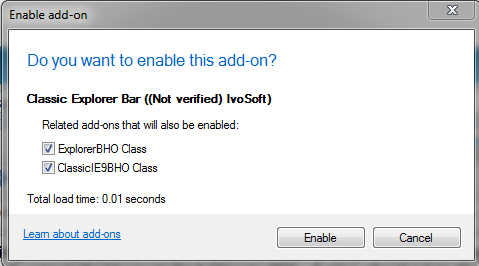 Enable add-on
Do you want to enable this add-on?
Classic Explorer Bar ((Not verified) IvoSoft)
Related add-ons that will also be enabled:
ExplorerBHO Class
ClassicIE9BHO Class
Total load time: 0.01 seconds
Learn about add-ons
Enable
Cancel